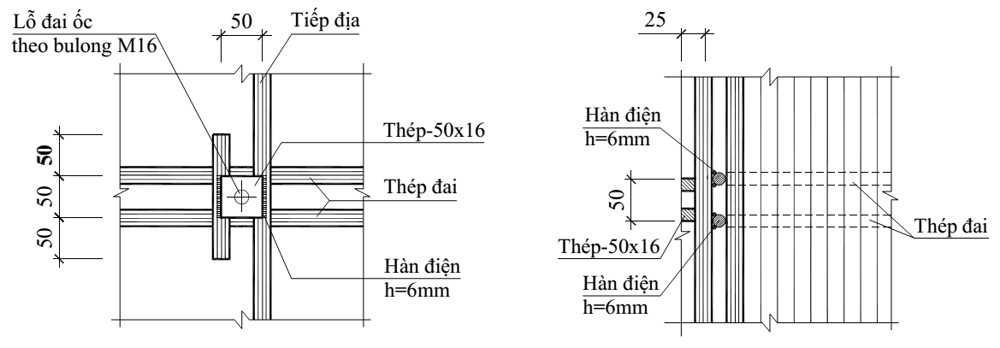 Lỗ đai ốc
theo bulong M16
50
Tiếp địa
Thép-50x16
Thép đai
Hàn điện
h=6mm
50
50
50
25
Hàn điện
h=6mm
50
Thép-50x16
Hàn điện
h=6mm
Thép đai